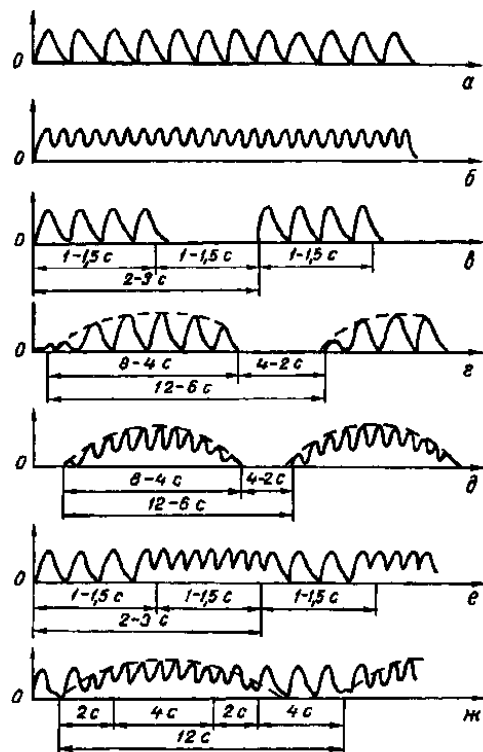 0
а
0
б
0
1-1,5 с 1-1,5 с 1-1,5 с
в
2-3 с
0
г
8-4 с 4-2 с
12-6 с
0
д
8-4 с 4-2 с
12-6 с
0
е
1-1,5 с 1-1,5 с 1-1,5 с
2-3 с
0
ж
2 с 4 с 2 с 4 с
12 с